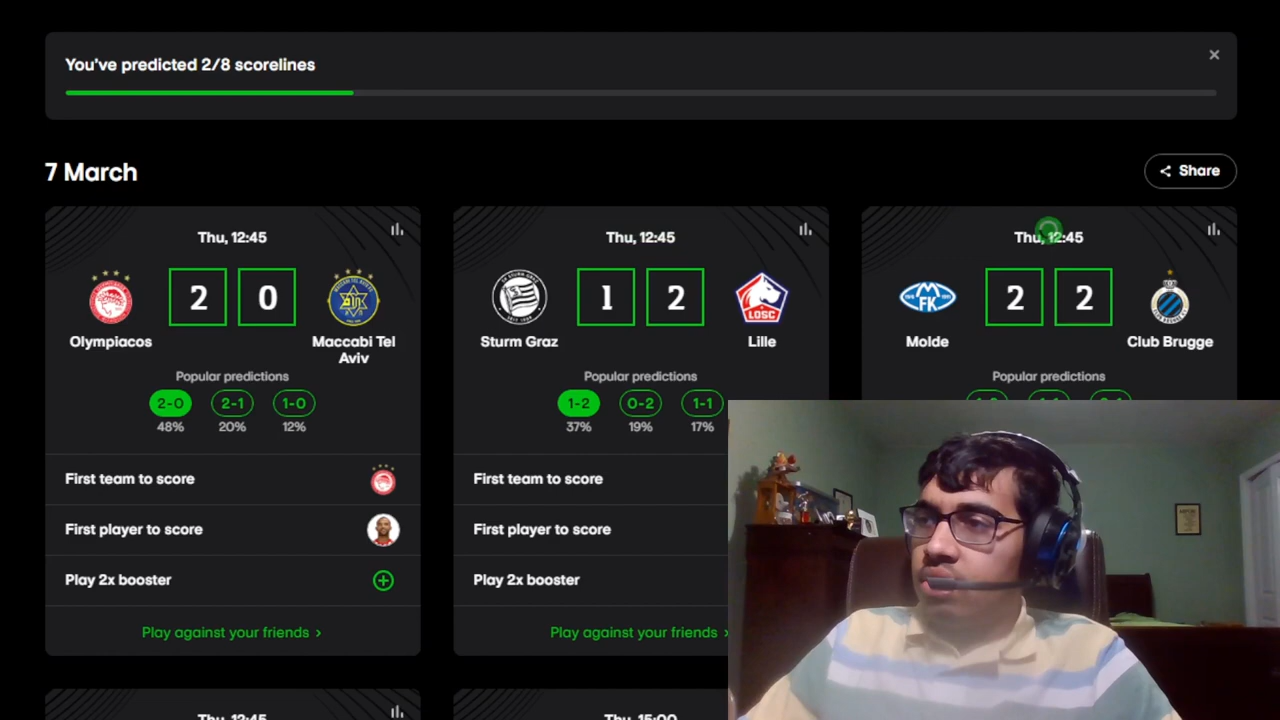 You've predicted 2/8 scorelines
7 March
Share
Thu, 12:45
2 0
Olympiacos
Maccabi Tel Aviv
Popular predictions
2-0 2-1 1-0
48% 20% 12%
First team to score
First player to score
Play 2x booster
Play against your friends >
Thu, 12:45
1 2
Sturm Graz
Lille
LOSC
Popular predictions
1-2 0-2 1-1
37% 19% 17%
First team to score
First player to score
Play 2x booster
Play against your friends >
Thu, 12:45
2 2
FK
Molde
Club Brugge
Popular predictions
Thu, 12:45
Thu, 15:00